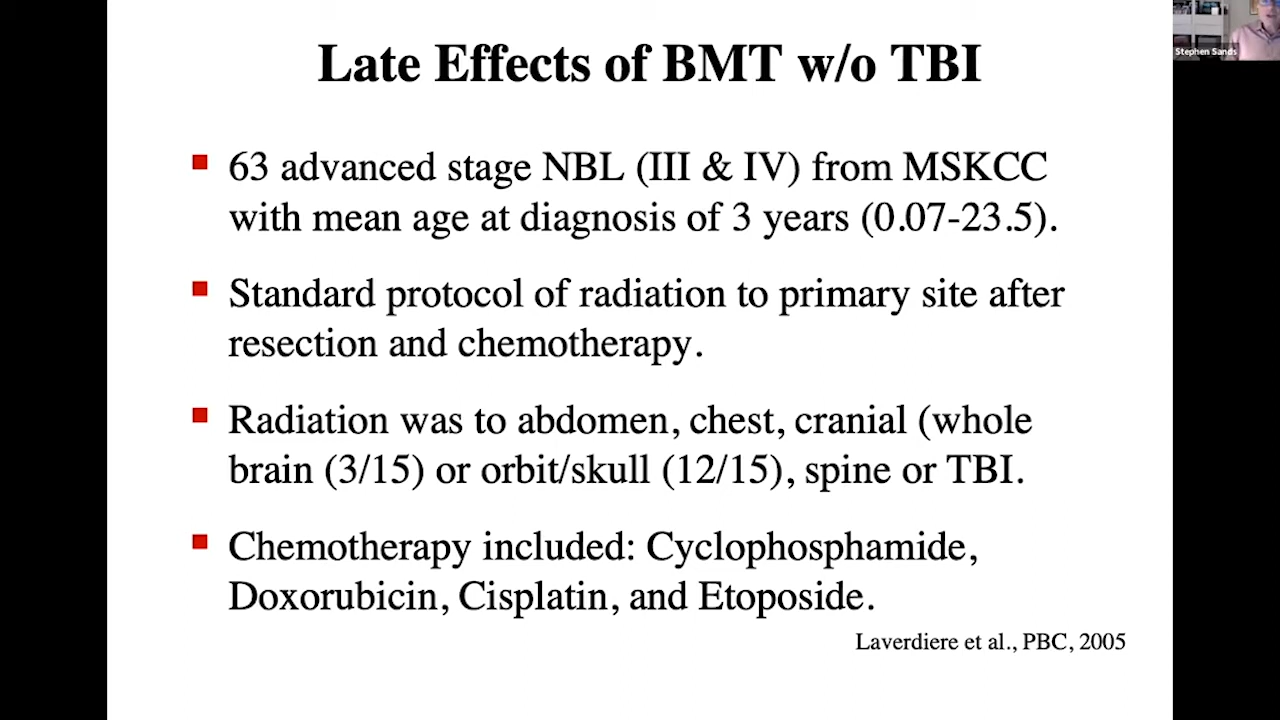 Late Effects of BMT w/o TBI
63 advanced stage NBL (III & IV) from MSKCC
with mean age at diagnosis of 3 years (0.07-23.5).
Standard protocol of radiation to primary site after
resection and chemotherapy.
Radiation was to abdomen, chest, cranial (whole
brain (3/15) or orbit/skull (12/15), spine or TBI.
Chemotherapy included: Cyclophosphamide,
Doxorubicin, Cisplatin, and Etoposide.
Laverdiere et al., PBC, 2005
Stephen Sands